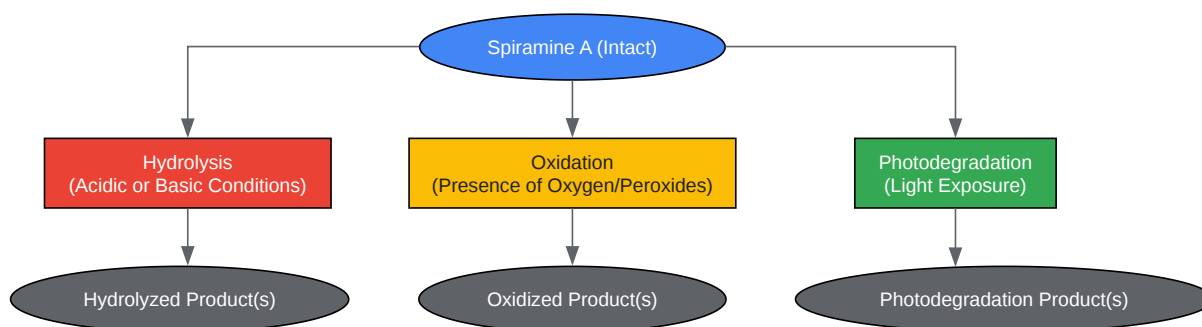 Spiramine A (Intact)
Hydrolysis
(Acidic or Basic Conditions)
Oxidation
(Presence of Oxygen/Peroxides)
Photodegradation
(Light Exposure)
Hydrolyzed Product(s)
Oxidized Product(s)
Photodegradation Product(s)